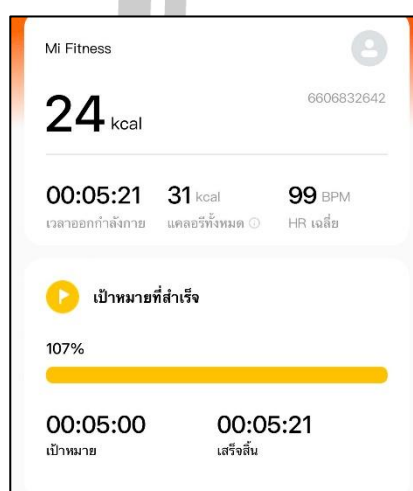 Mi Fitness
24 kcal
6606832642
00:05:21 31 kcal 99 BPM
เวลาออกกำลังกาย แคลอรีทั้งหมด HR เฉลี่ย
เป้าหมายที่สำเร็จ
107%
00:05:00 00:05:21
เป้าหมาย เสร็จสิ้น